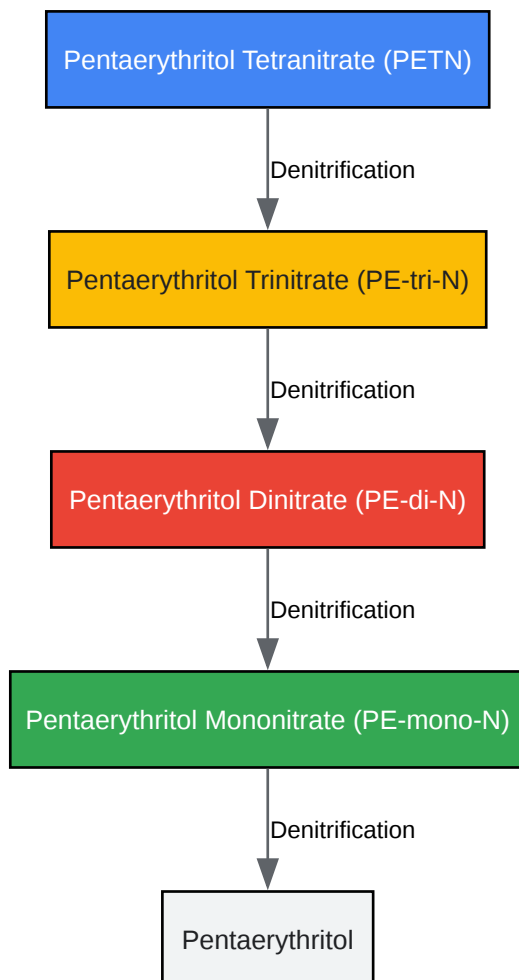 Pentaerythritol Tetranitrate (PETN)
Denitrification
Pentaerythritol Trinitrate (PE-tri-N)
Denitrification
Pentaerythritol Dinitrate (PE-di-N)
Denitrification
Pentaerythritol Mononitrate (PE-mono-N)
Denitrification
Pentaerythritol